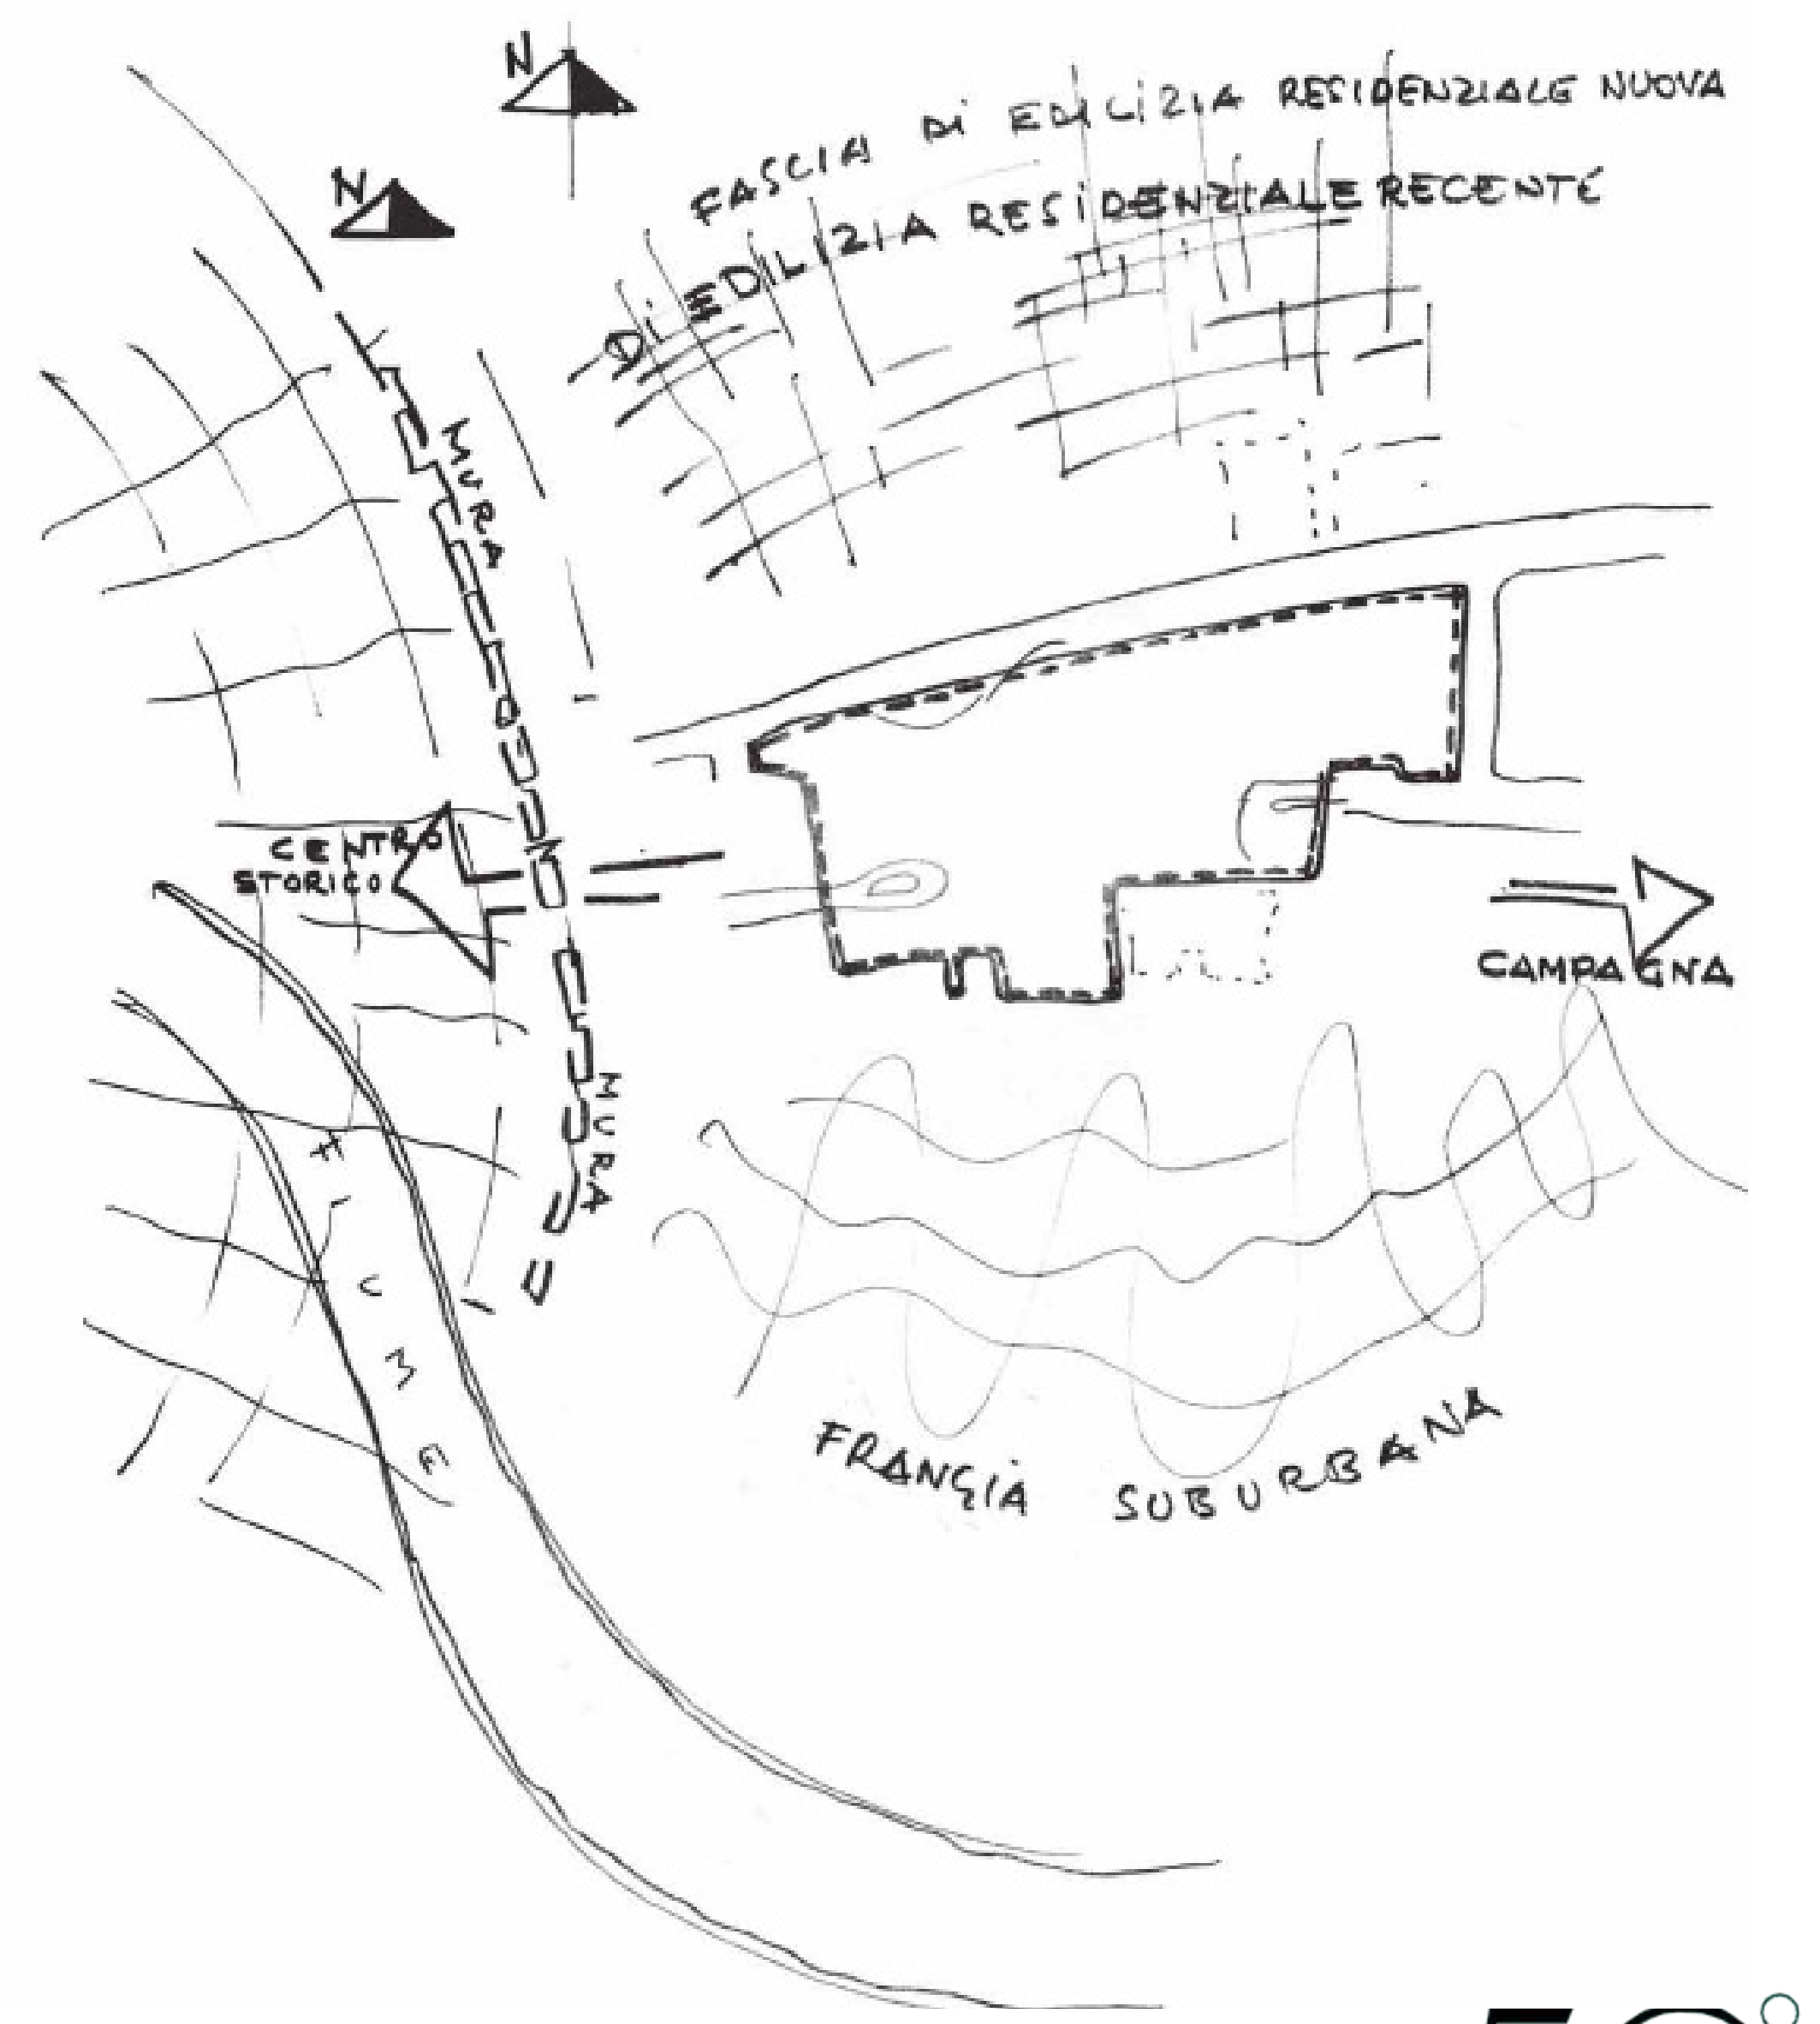 N
N
FASCIA Di EDiLiZiA RESIDENZIALE NUOVA
Di EDILIZIA RESiDENZIALE RECENTE
MURA
CENTRO
STORICO
CAMPAGNA
MURA
FIUME
FRANGIA SUBURBANA